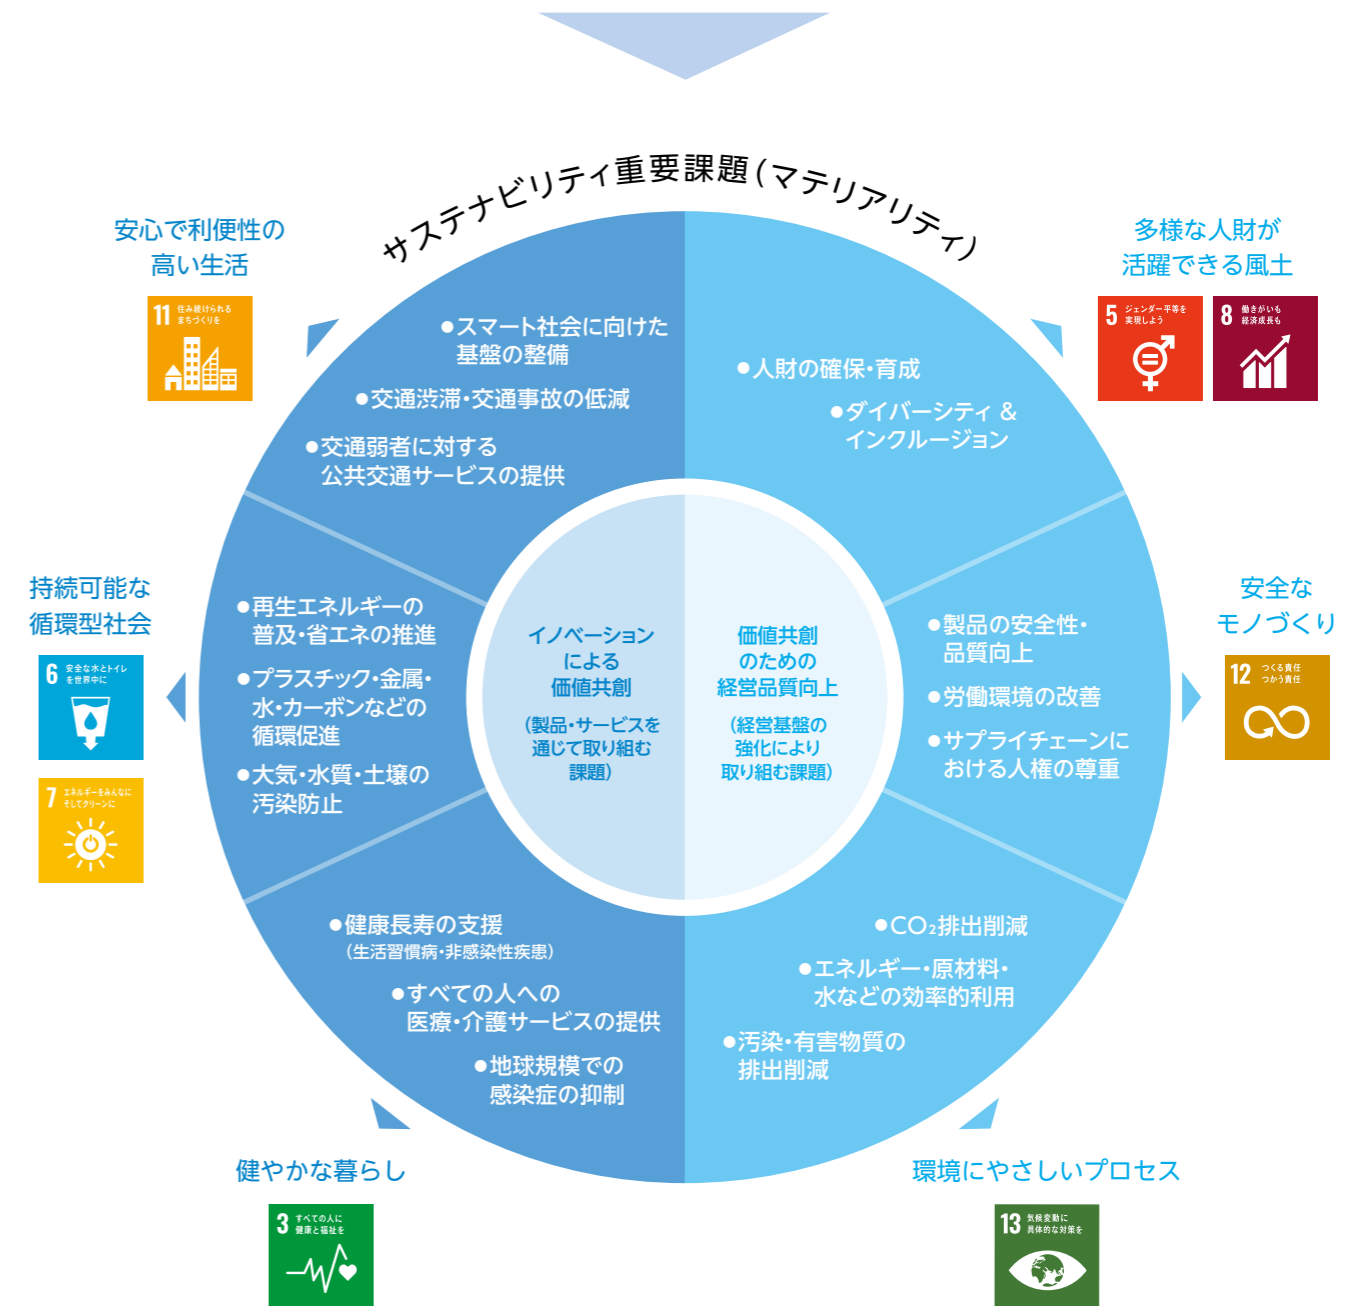 サステナビリティ重要課題(マテリアリティ)
安心で利便性の
高い生活
11 住み続けられる
まちづくりを
●スマート社会に向けた
基盤の整備
●交通渋滞・交通事故の低減
●交通弱者に対する
公共交通サービスの提供
多様な人財が
活躍できる風土
5 ジェンダー平等を
実現しよう
8 働きがいも
経済成長も
●人財の確保・育成
●ダイバーシティ &
インクルージョン
持続可能な
循環型社会
6 安全な水とトイレ
を世界中に
7 エネルギーをみんなに
そしてクリーンに
●再生エネルギーの
普及・省エネの推進
●プラスチック・金属・
水・カーボンなどの
循環促進
●大気・水質・土壌の
汚染防止
イノベーション
による
価値共創
(製品・サービスを
通じて取り組む
課題)
価値共創
のための
経営品質向上
(経営基盤の
強化により
取り組む課題)
●製品の安全性・
品質向上
●労働環境の改善
●サプライチェーンに
おける人権の尊重
安全な
モノづくり
12 つくる責任
つかう責任
●健康長寿の支援
(生活習慣病・非感染性疾患)
●すべての人への
医療・介護サービスの提供
●地球規模での
感染症の抑制
健やかな暮らし
3 すべての人に
健康と福祉を
●CO₂排出削減
●エネルギー・原材料・
水などの効率的利用
●汚染・有害物質の
排出削減
環境にやさしいプロセス
13 気候変動に
具体的な対策を